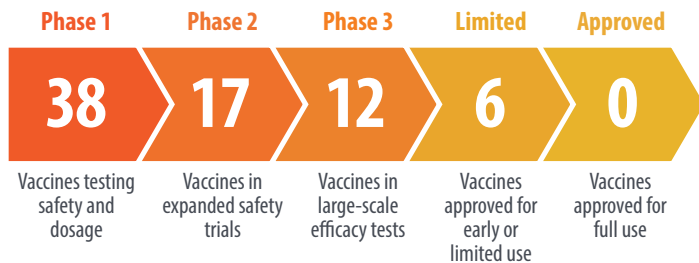 Phase 1
Phase 2
Phase 3
Limited
Approved
38
17
12
6
0
Vaccines testing
safety and
dosage
Vaccines in
expanded safety
trials
Vaccines in
large-scale
efficacy tests
Vaccines
approved for
early or
limited use
Vaccines
approved for
full use